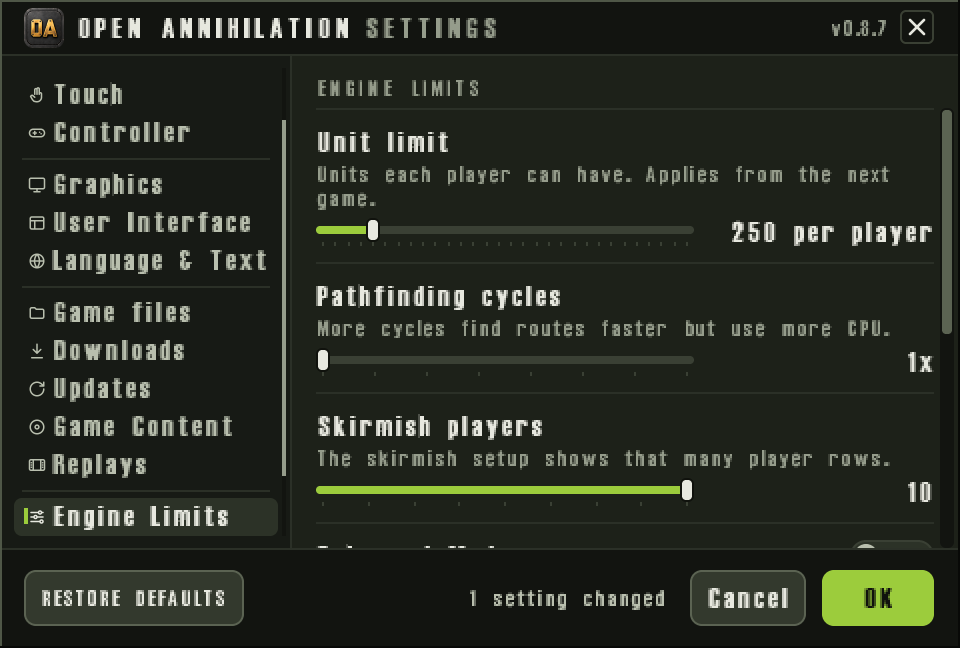 OA OPEN ANNIHILATION SETTINGS
v0.8.7
Touch
Controller
Graphics
User Interface
Language & Text
Game files
Downloads
Updates
Game Content
Replays
Engine Limits
ENGINE LIMITS
Unit limit
Units each player can have. Applies from the next
game.
250 per player
Pathfinding cycles
More cycles find routes faster but use more CPU.
1x
Skirmish players
The skirmish setup shows that many player rows.
10
RESTORE DEFAULTS
1 setting changed
Cancel
OK